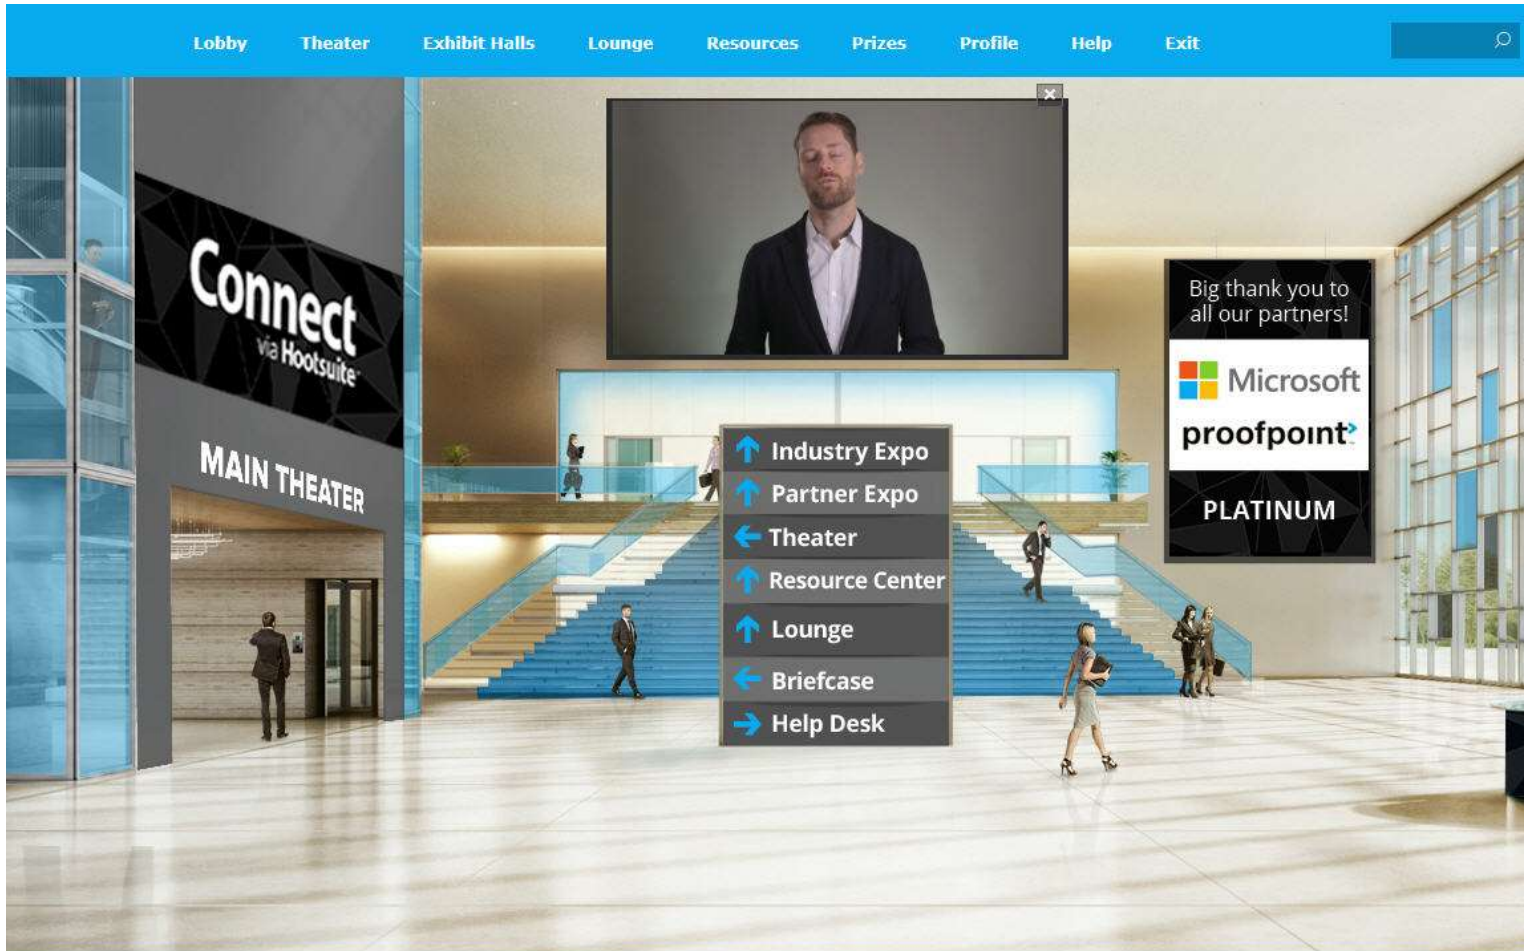 Lobby Theater Exhibit Halls Lounge Resources Prizes Profile Help Exit
Connect
via Hootsuite
MAIN THEATER
Big thank you to
all our partners!
Microsoft
proofpoint
PLATINUM
Industry Expo
Partner Expo
Theater
Resource Center
Lounge
Briefcase
Help Desk